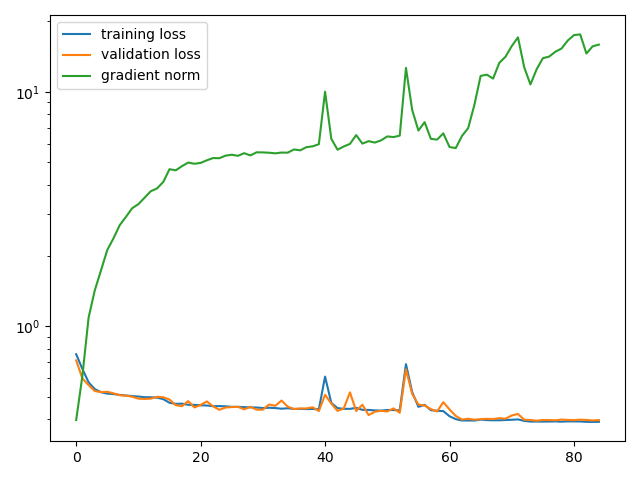 training loss
validation loss
gradient norm
10¹
10⁰
0 20 40 60 80